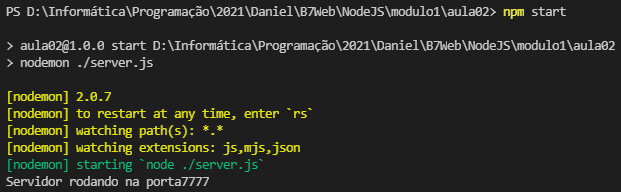 PS D:\Informática\Programação\2021\Daniel\B7Web\NodeJS\modulo1\aula02> npm start
> aula02@1.0.0 start D:\Informática\Programação\2021\Daniel\B7Web\NodeJS\modulo1\aula02
> nodemon ./server.js
[nodemon] 2.0.7
[nodemon] to restart at any time, enter `rs`
[nodemon] watching path(s): *.*
[nodemon] watching extensions: js,mjs,json
[nodemon] starting `node ./server.js`
Servidor rodando na porta7777